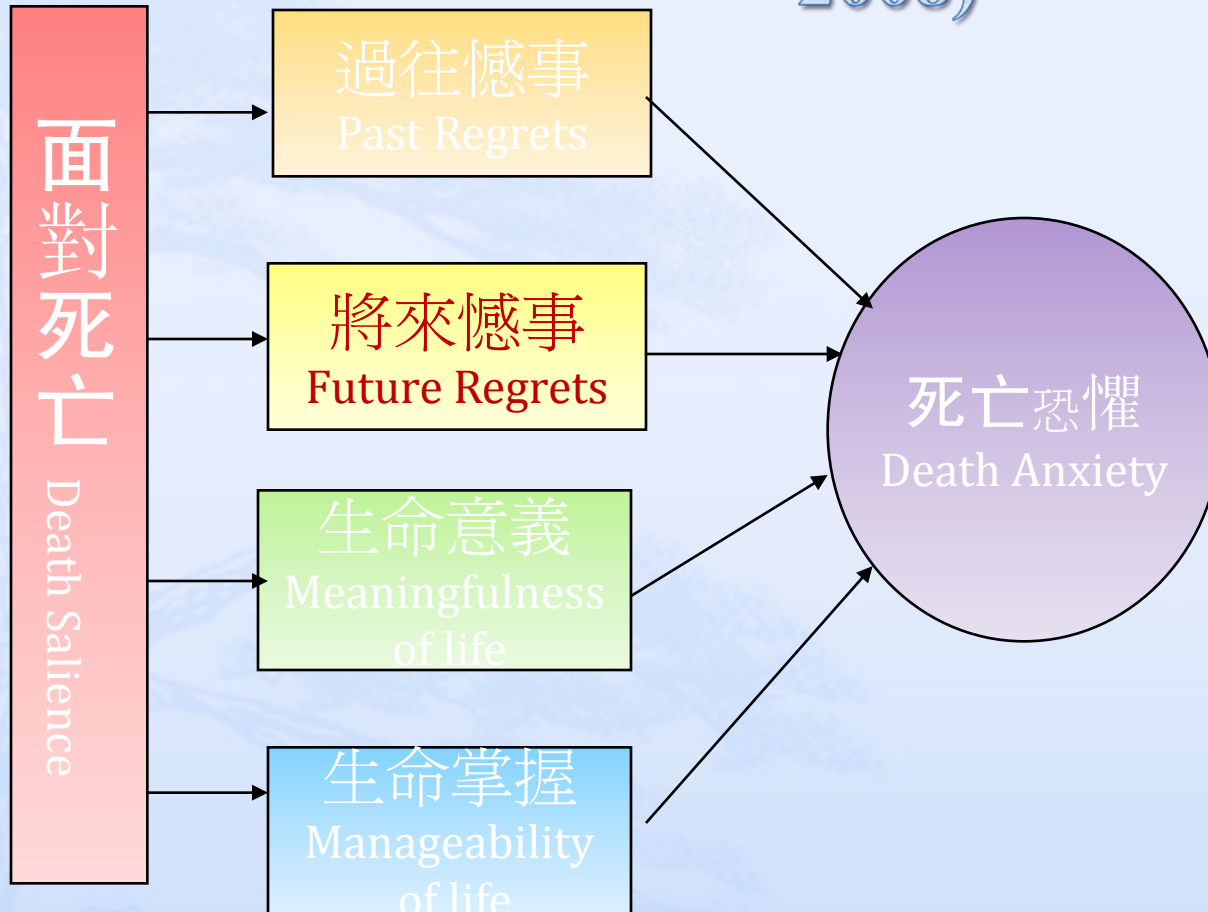 2008)
面對死亡 Death Salience
過往憾事
Past Regrets
將來憾事
Future Regrets
生命意義
Meaningfulness
of life
生命掌握
Manageability
of life
死亡恐懼
Death Anxiety